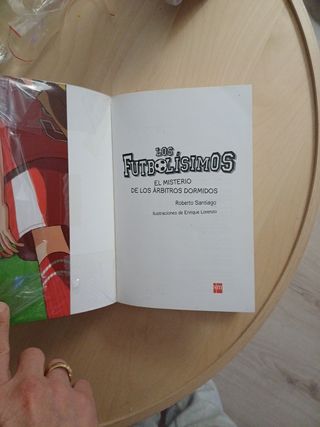 LOS
FUTBOLÍSIMOS
EL MISTERIO
DE LOS ÁRBITROS DORMIDOS
Roberto Santiago
Ilustraciones de Enrique Lorenzo
sm